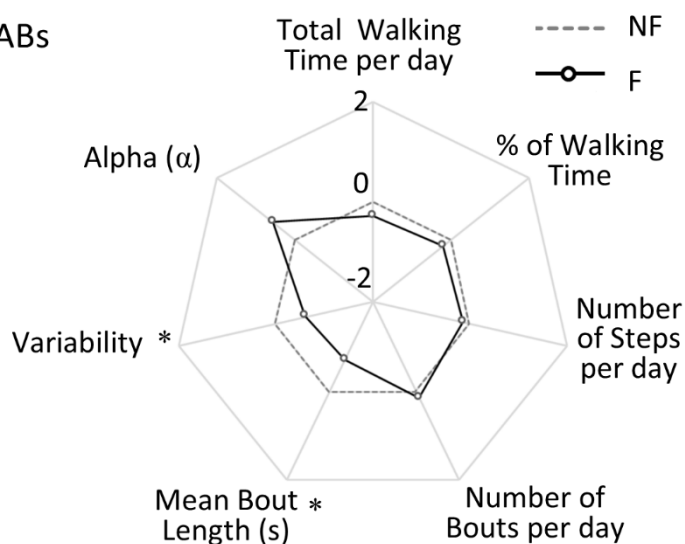 ABs
Total Walking
Time per day
NF
F
2
% of Walking
Time
Alpha (α)
0
-2
Number
of Steps
per day
Variability *
Mean Bout *
Length (s)
Number of
Bouts per day